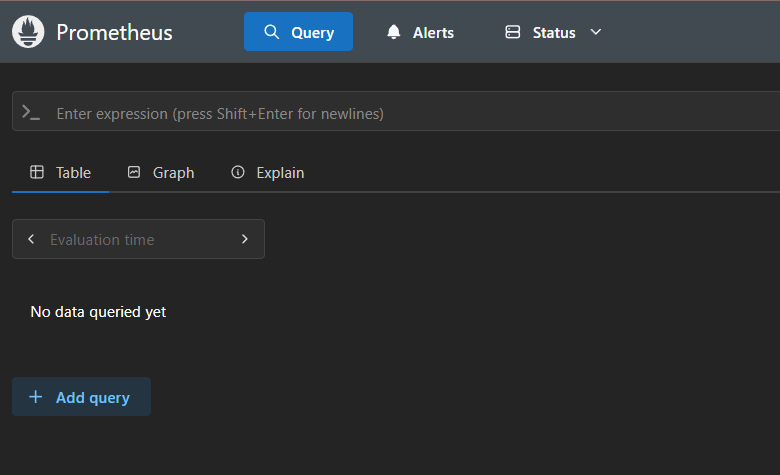 Prometheus Query Alerts Status
Enter expression (press Shift+Enter for newlines)
Table Graph Explain
Evaluation time
No data queried yet
Add query